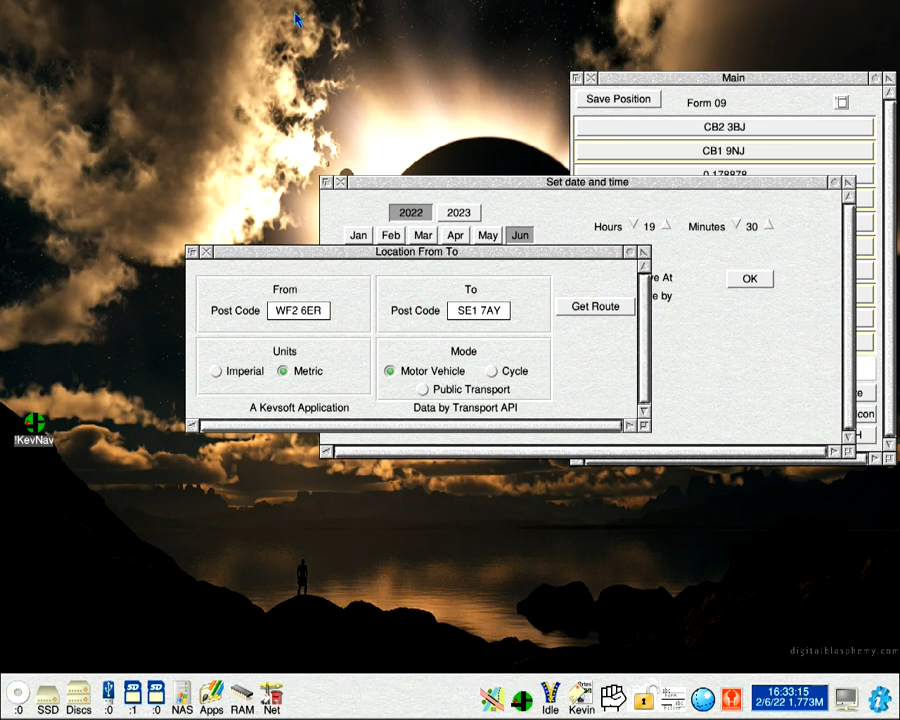 Main
Save Position
Form 09
CB2 3BJ
CB1 9NJ
0.178878
Set date and time
2022 2023
Jan Feb Mar Apr May Jun
Hours 19 Minutes 30
OK
Location From To
From
Post Code WF2 6ER
To
Post Code SE1 7AY
Get Route
Units
Imperial Metric
Mode
Motor Vehicle Cycle
Public Transport
A Kevsoft Application
Data by Transport API
ve At
e by
e
icon
H
!KevNav
digitalblasphemy.com
:0 SSD Discs :0 :1 :0 NAS Apps RAM Net
Idle Kevin
16:33:15
2/6/22 1,773M